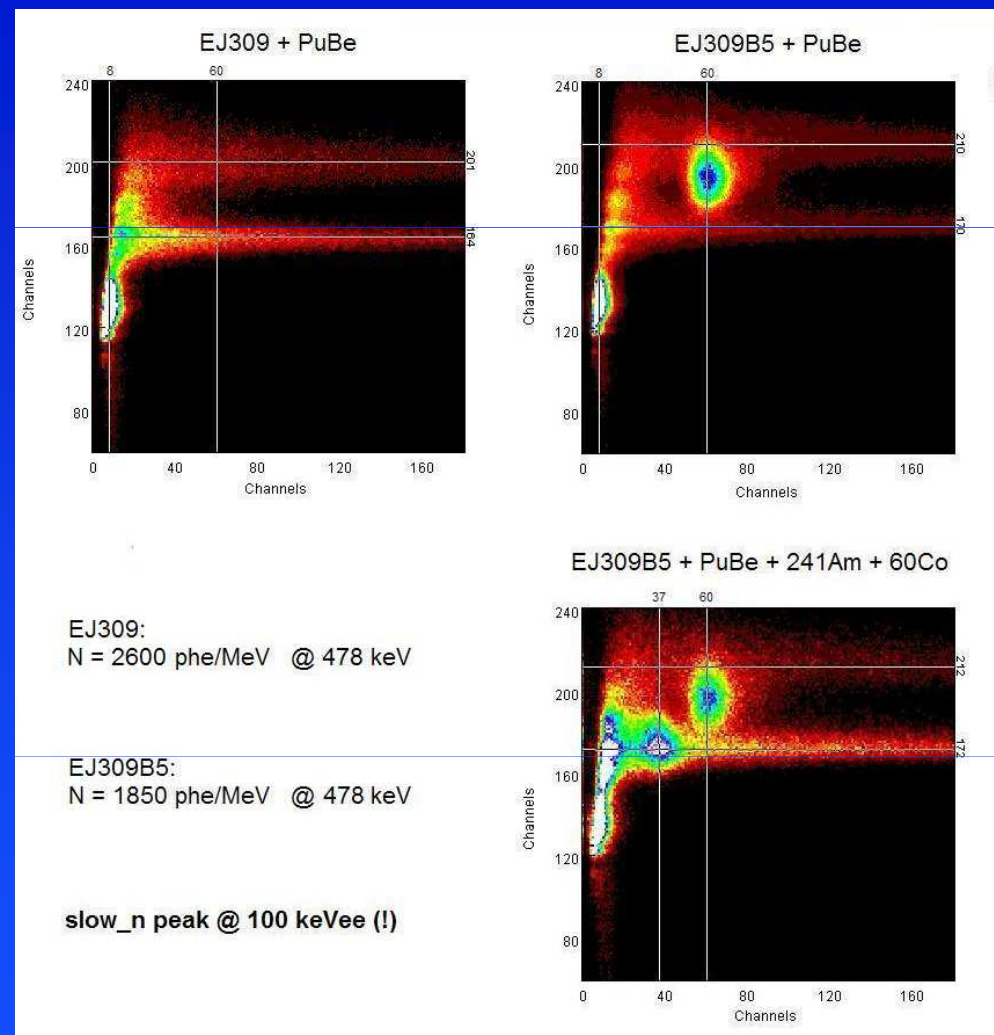 EJ309 + PuBe
8 60
240
200
160
120
80
201
164
Channels
0 40 80 120 160
Channels
EJ309B5 + PuBe
8 60
240
200
160
120
80
210
170
Channels
0 40 80 120 160
Channels
EJ309:
N = 2600 phe/MeV @ 478 keV
EJ309B5:
N = 1850 phe/MeV @ 478 keV
slow_n peak @ 100 keVee (!)
EJ309B5 + PuBe + 241Am + 60Co
37 60
240
200
160
120
80
212
172
Channels
0 40 80 120 160
Channels